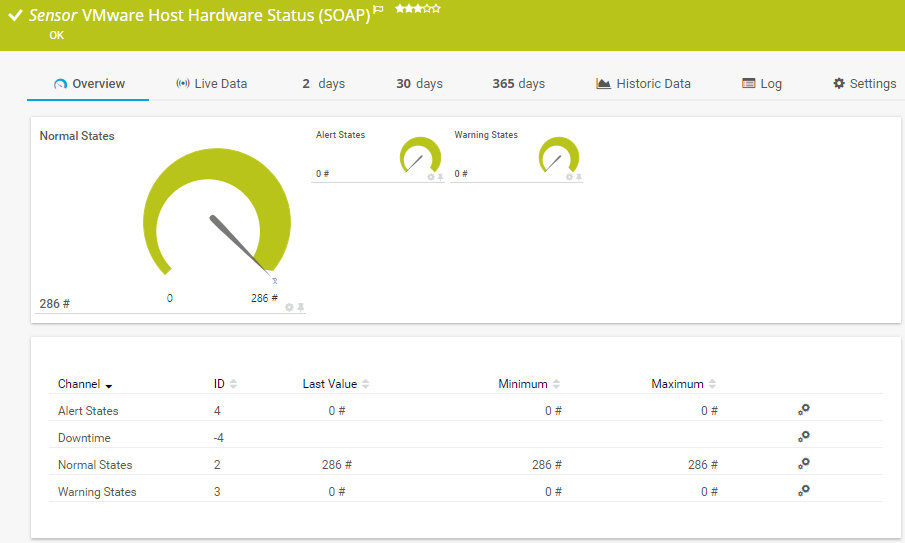 Sensor VMware Host Hardware Status (SOAP)
OK
Overview Live Data 2 days 30 days 365 days Historic Data Log Settings
Normal States
Alert States
Warning States
0 #
0 #
0
286 #
286 #
Channel ID Last Value Minimum Maximum
Alert States 4 0 # 0 # 0 #
Downtime -4
Normal States 2 286 # 286 # 286 #
Warning States 3 0 # 0 # 0 #